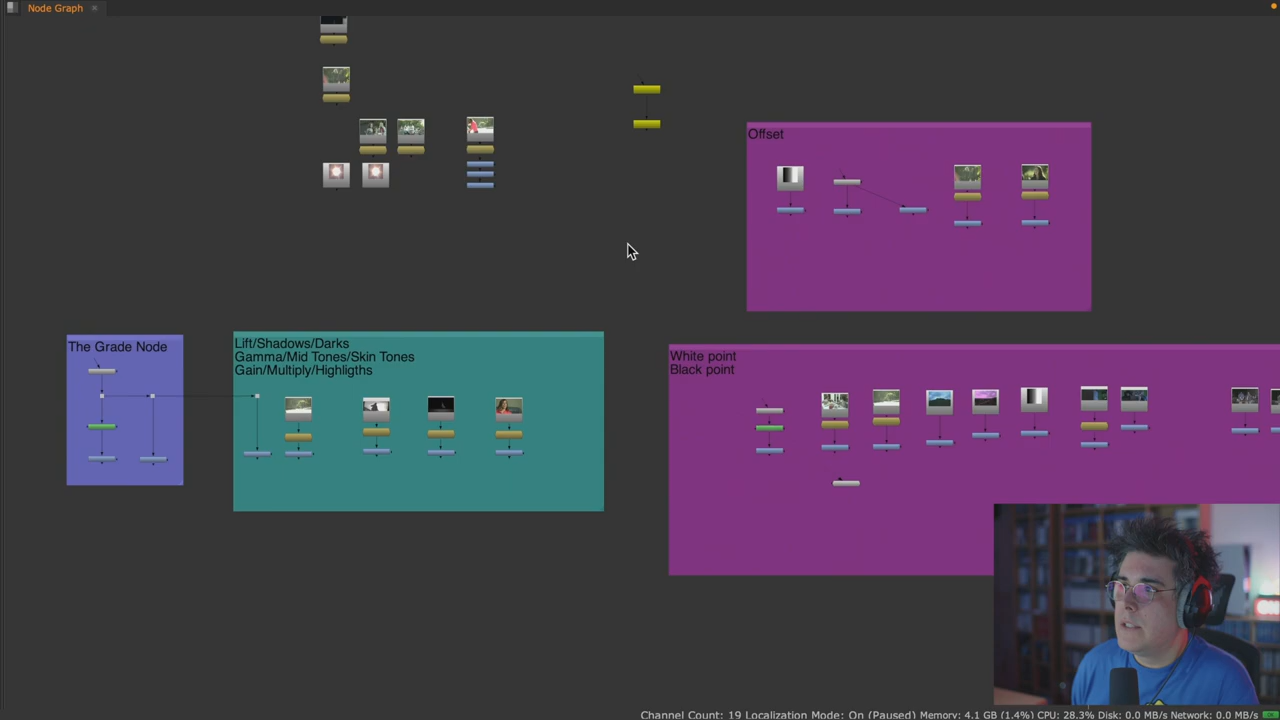 Node Graph
Offset
The Grade Node
Lift/Shadows/Darks
Gamma/Mid Tones/Skin Tones
Gain/Multiply/Higligths
White point
Black point
Channel Count: 19 Localization Mode: On (Paused) Memory: 4.1 GB (1.4%) CPU: 28.3% Disk: 0.0 MB/s Network: 0.0 MB/s